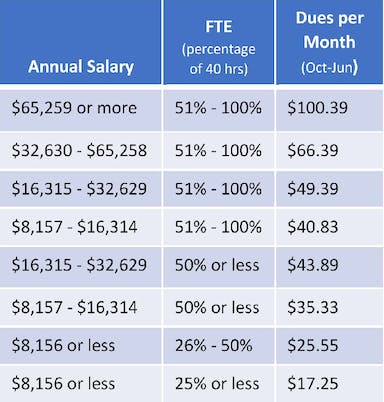 Annual Salary
FTE
(percentage
of 40 hrs)
Dues per
Month
(Oct-Jun)
$65,259 or more 51% - 100% $100.39
$32,630 - $65,258 51% - 100% $66.39
$16,315 - $32,629 51% - 100% $49.39
$8,157 - $16,314 51% - 100% $40.83
$16,315 - $32,629 50% or less $43.89
$8,157 - $16,314 50% or less $35.33
$8,156 or less 26% - 50% $25.55
$8,156 or less 25% or less $17.25